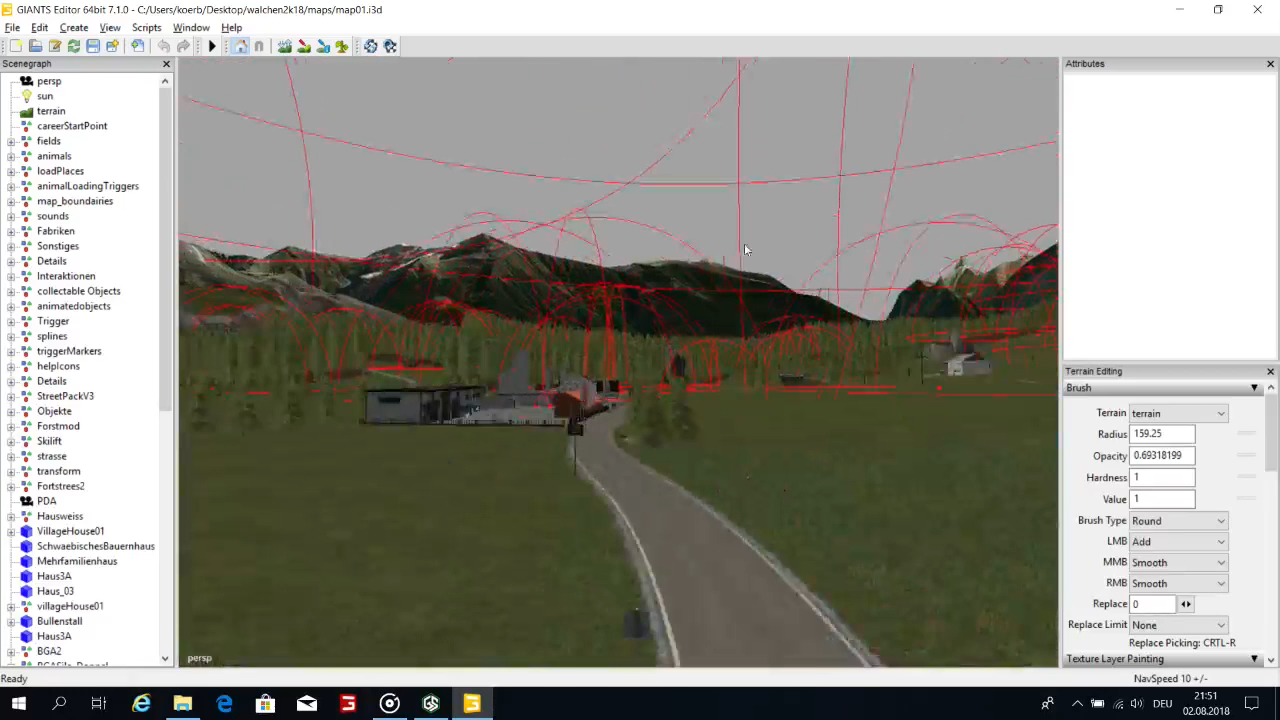 GIANTS Editor 64bit 7.1.0 - C:/Users/koerb/Desktop/walchen2k18/maps/map01.i3d
File Edit Create View Scripts Window Help
Scenegraph
persp
sun
terrain
careerStartPoint
fields
animals
loadPlaces
animalLoadingTriggers
map_boundairies
sounds
Fabriken
Sonstiges
Details
Interaktionen
collectable Objects
animatedobjects
Trigger
splines
triggerMarkers
helpIcons
Details
StreetPackV3
Objekte
Forstmod
Skilift
strasse
transform
Fortstrees2
PDA
Hausweiss
VillageHouse01
SchwaebischesBauernhaus
Mehrfamilienhaus
Haus3A
Haus_03
villageHouse01
Bullenstall
Haus3A
BGA2
persp
Attributes
Terrain Editing
Brush
Terrain terrain
Radius 159.25
Opacity 0.69318199
Hardness 1
Value 1
Brush Type Round
LMB Add
MMB Smooth
RMB Smooth
Replace 0
Replace Limit None
Replace Picking: CRTL-R
Texture Layer Painting
Ready
NavSpeed 10 +/-
DEU
21:51
02.08.2018